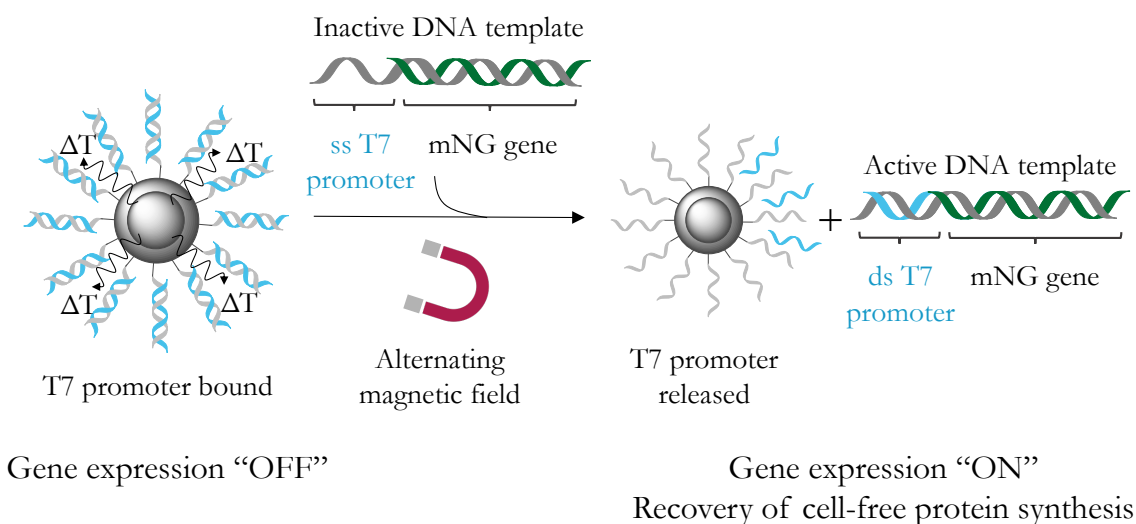 Inactive DNA template
ss T7
promoter
mNG gene
ΔT
ΔT
ΔT
ΔT
Active DNA template
+
ds T7
promoter
mNG gene
T7 promoter bound
Alternating
magnetic field
T7 promoter
released
Gene expression “OFF”
Gene expression “ON”
Recovery of cell-free protein synthesis